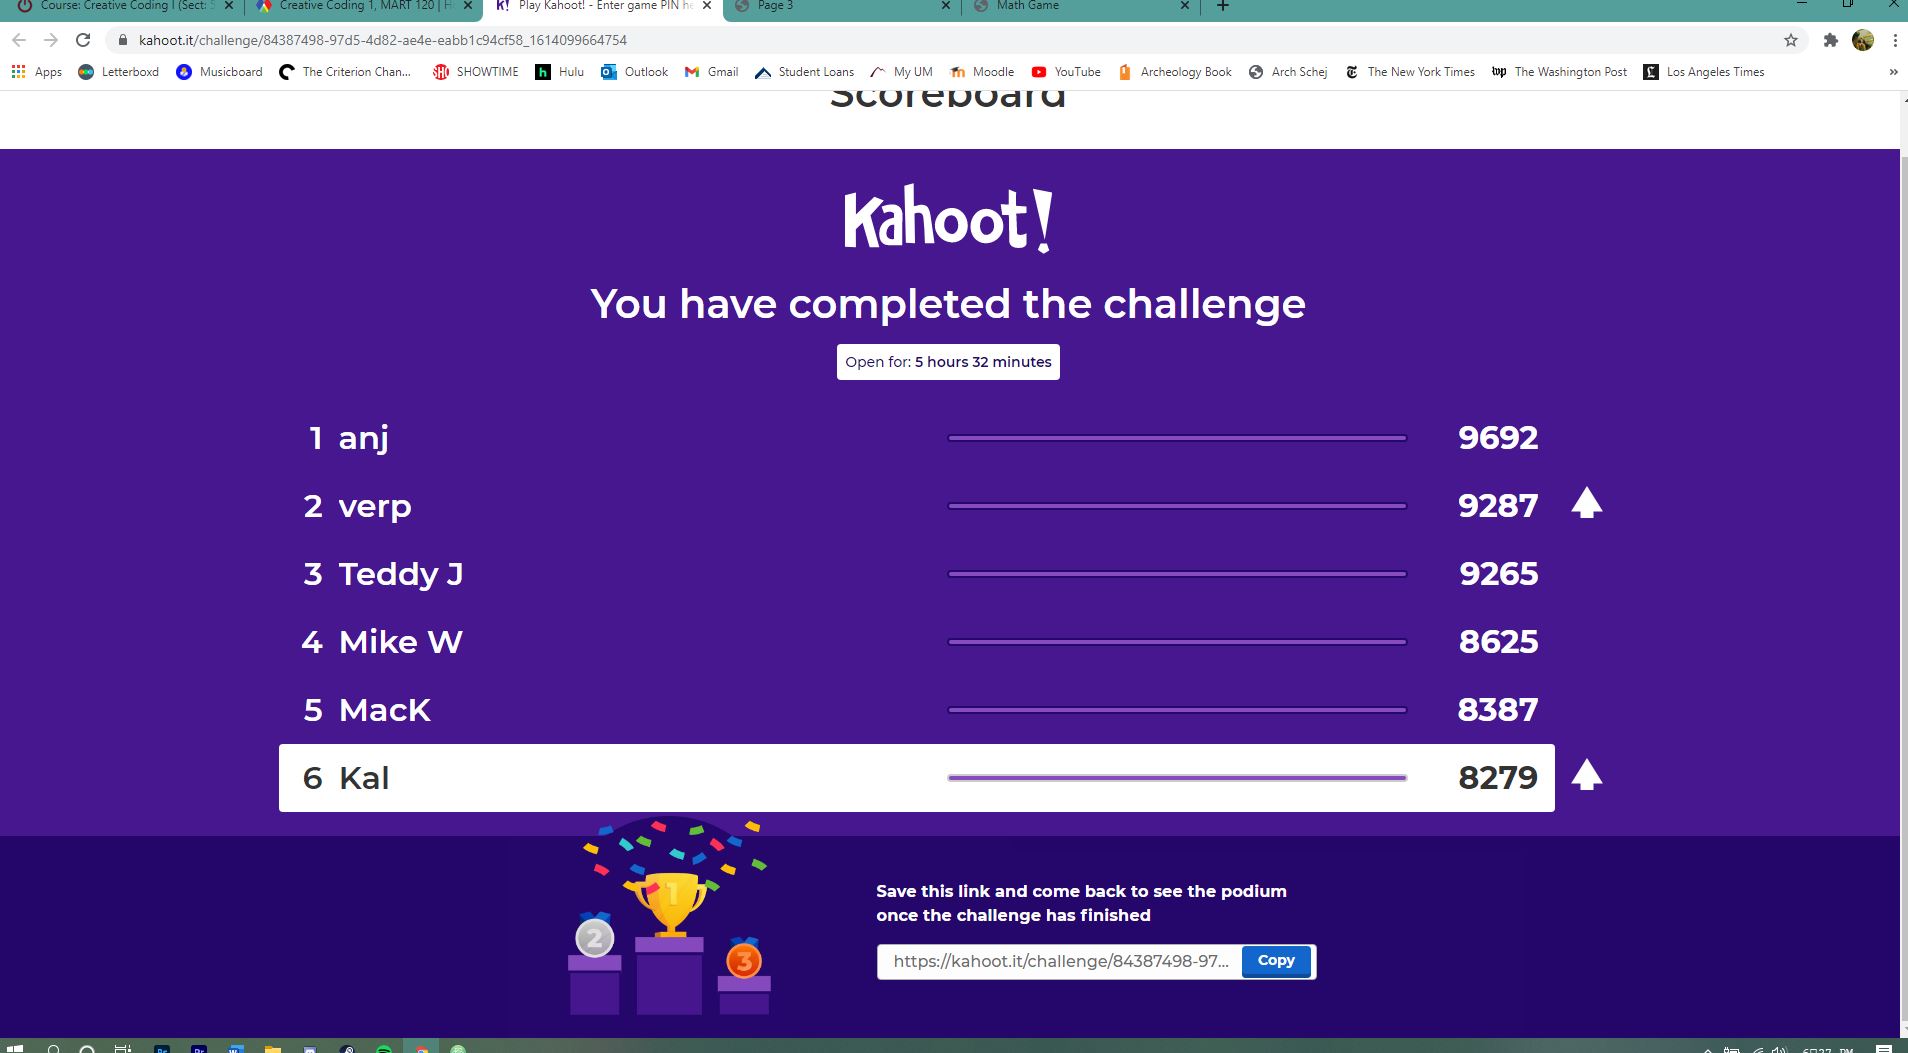 Course: Creative Coding I (Sect:
Creative Coding 1, MART 120 |
Play Kahoot! - Enter game PIN he
Page 3
Math Game
kahoot.it/challenge/84387498-97d5-4d82-ae4e-eabb1c94cf58_1614099664754
Apps Letterboxd Musicboard The Criterion Chan... SHOWTIME Hulu Outlook Gmail Student Loans My UM Moodle YouTube Archeology Book Arch Schej The New York Times The Washington Post Los Angeles Times »
Scoreboard
Kahoot!
You have completed the challenge
Open for: 5 hours 32 minutes
1 anj 9692
2 verp 9287
3 Teddy J 9265
4 Mike W 8625
5 MacK 8387
6 Kal 8279
1
2
3
Save this link and come back to see the podium
once the challenge has finished
https://kahoot.it/challenge/84387498-97... Copy